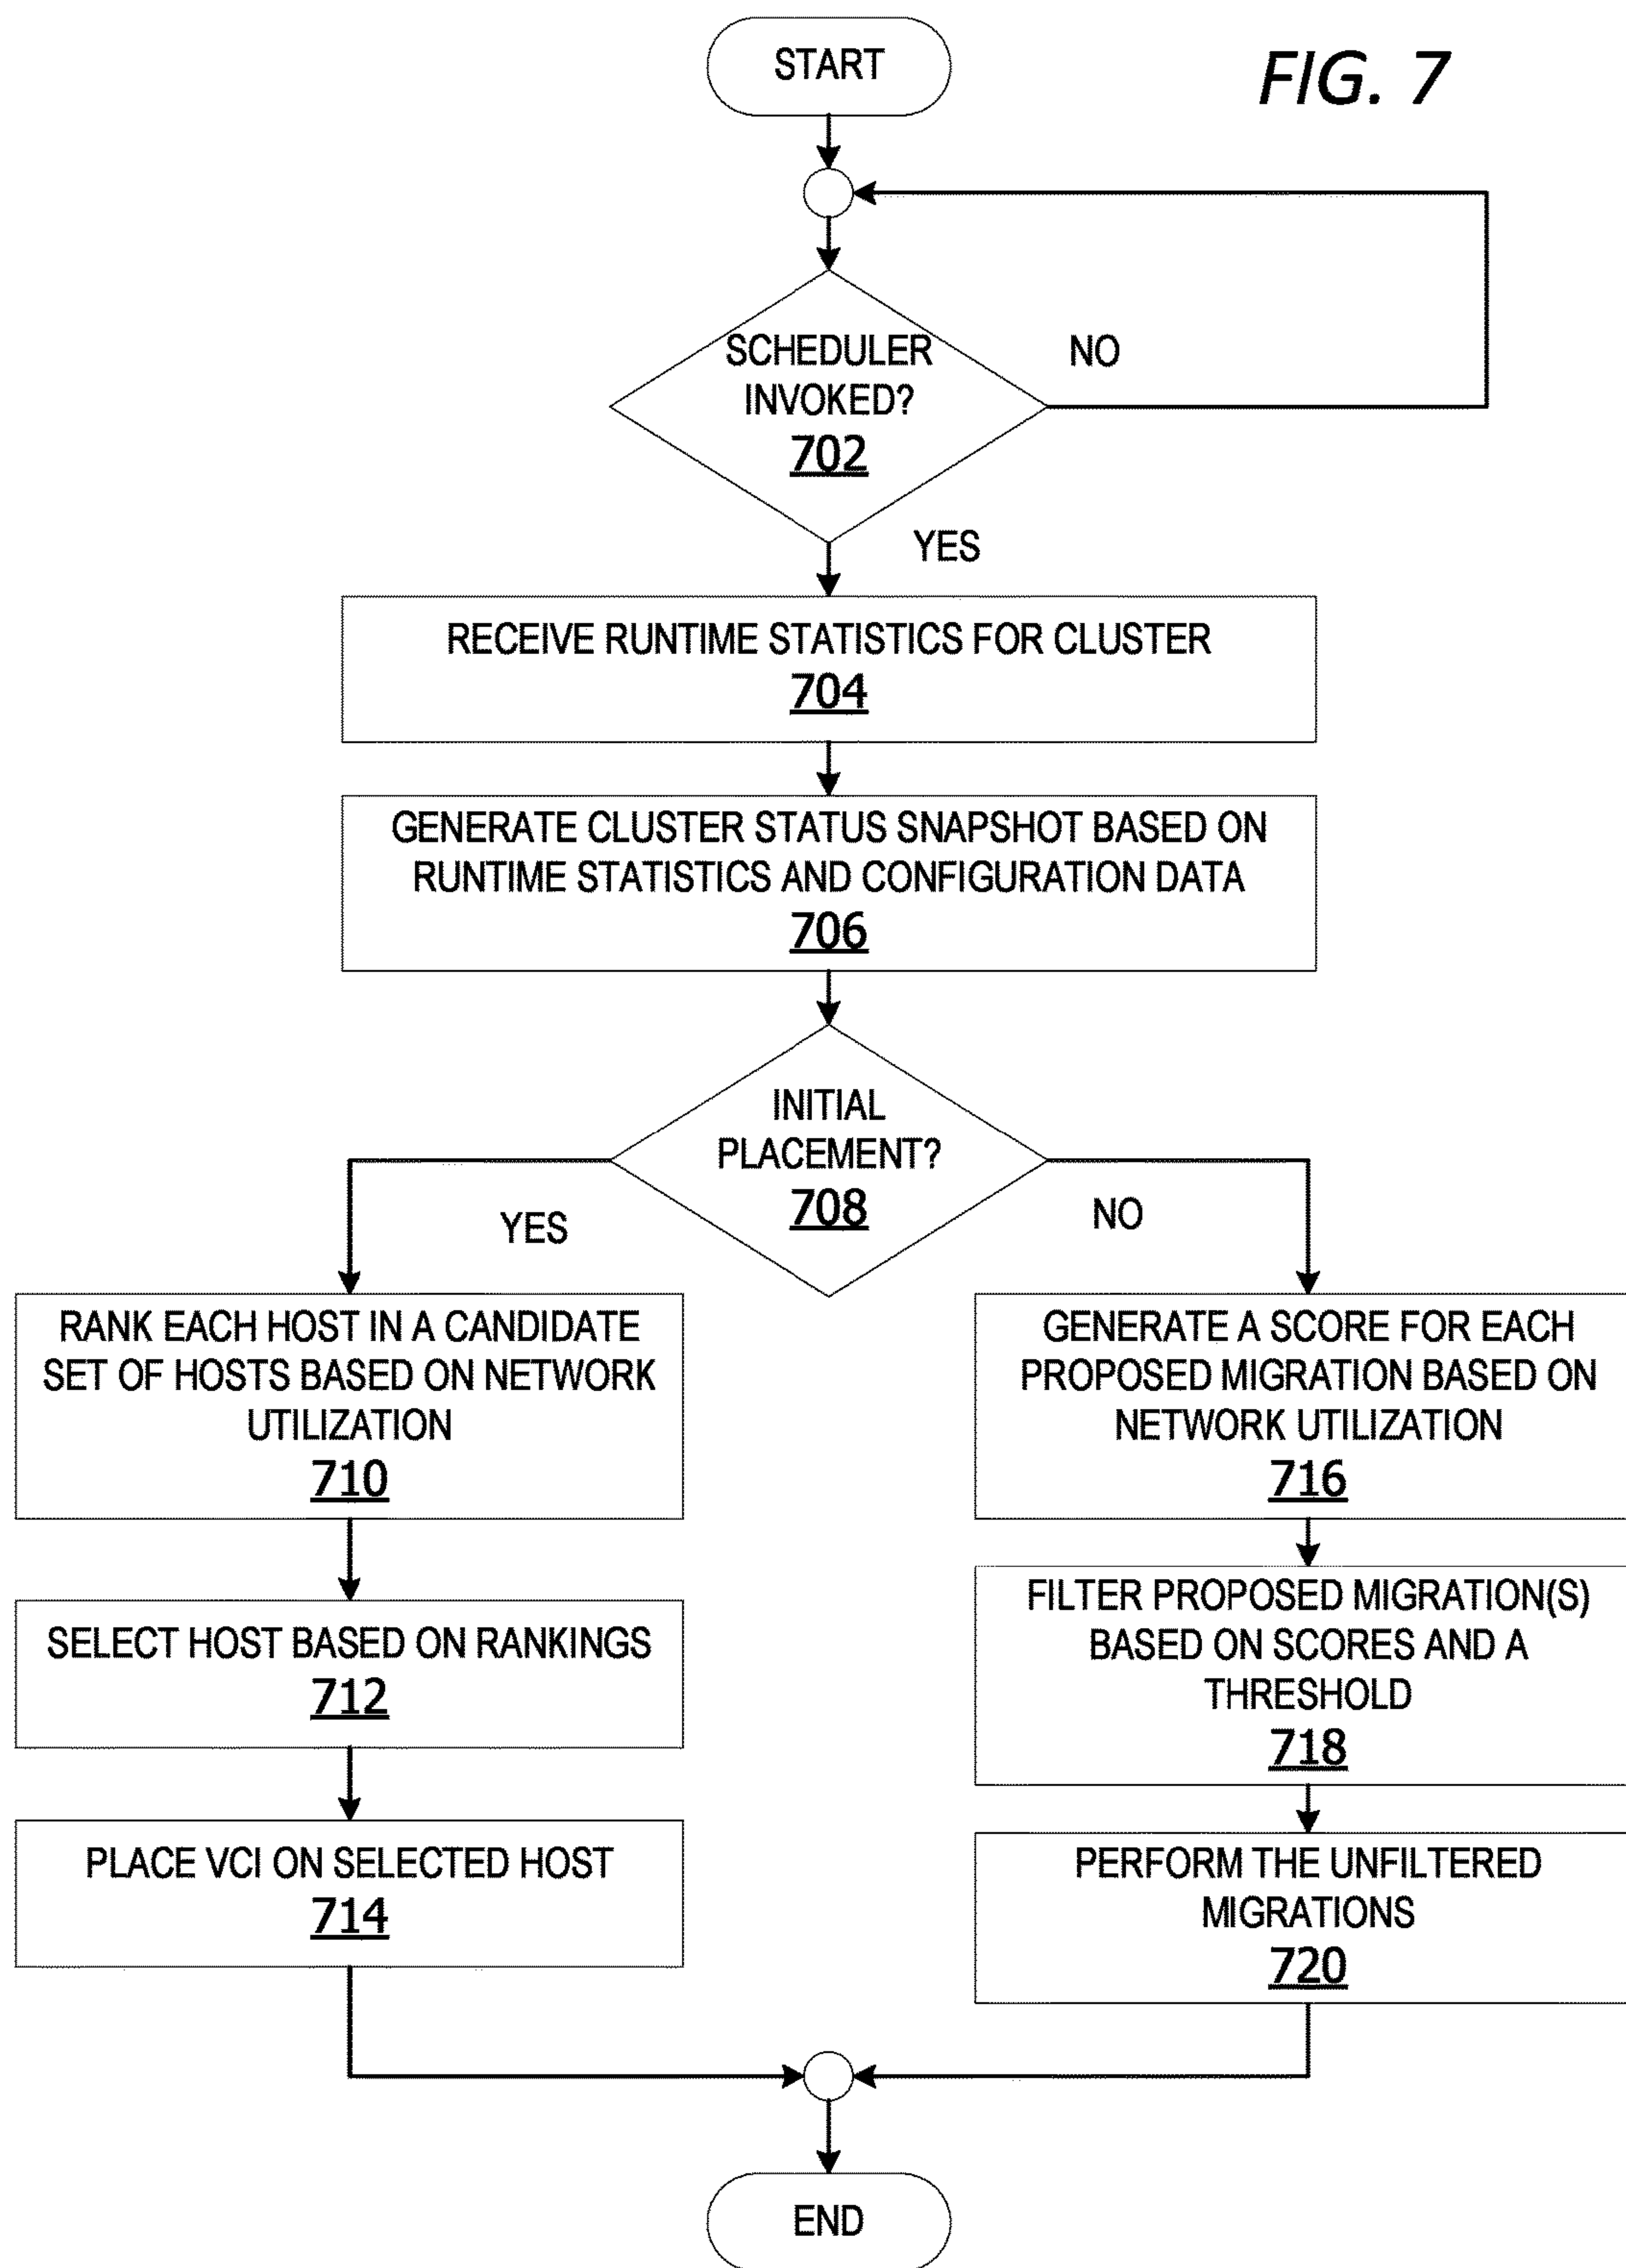 START
FIG. 7
SCHEDULER
INVOKED?
702
NO
YES
RECEIVE RUNTIME STATISTICS FOR CLUSTER
704
GENERATE CLUSTER STATUS SNAPSHOT BASED ON
RUNTIME STATISTICS AND CONFIGURATION DATA
706
INITIAL
PLACEMENT?
708
YES
NO
RANK EACH HOST IN A CANDIDATE
SET OF HOSTS BASED ON NETWORK
UTILIZATION
710
SELECT HOST BASED ON RANKINGS
712
PLACE VCI ON SELECTED HOST
714
GENERATE A SCORE FOR EACH
PROPOSED MIGRATION BASED ON
NETWORK UTILIZATION
716
FILTER PROPOSED MIGRATION(S)
BASED ON SCORES AND A
THRESHOLD
718
PERFORM THE UNFILTERED
MIGRATIONS
720
END